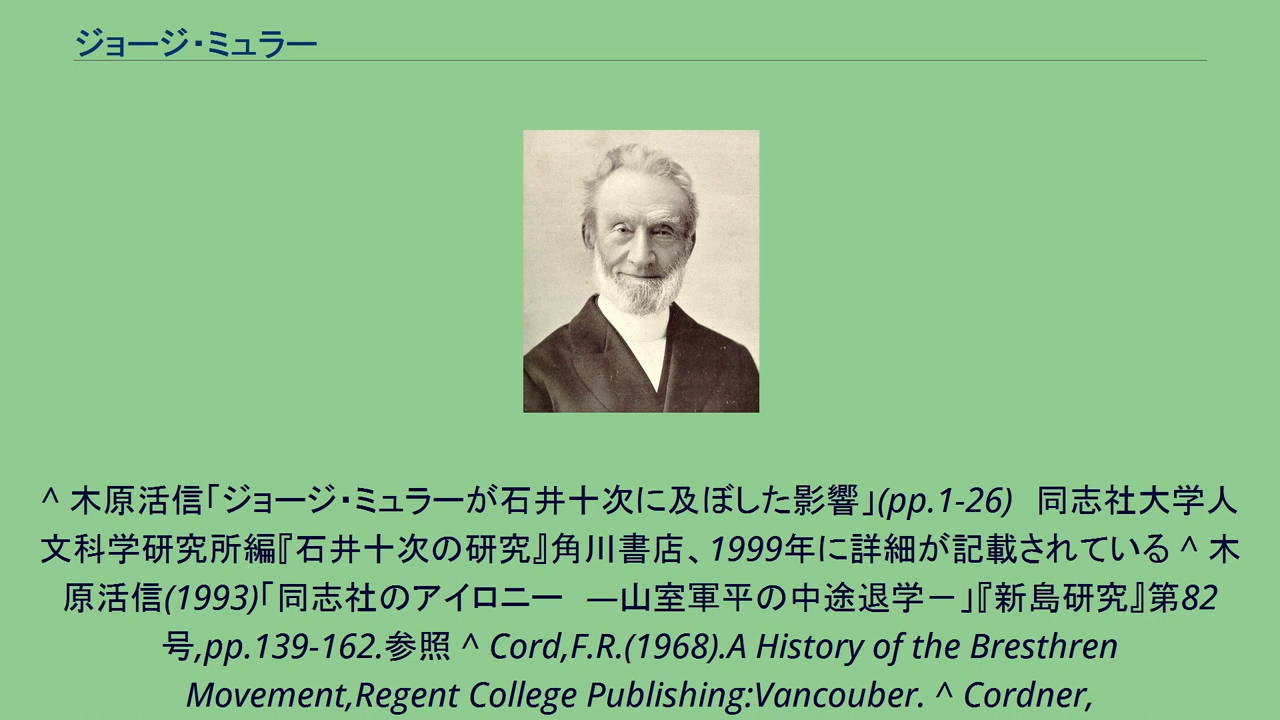 ジョージ・ミュラー
^ 木原活信「ジョージ・ミュラーが石井十次に及ぼした影響」(pp.1-26)　同志社大学人
文科学研究所編『石井十次の研究』角川書店、1999年に詳細が記載されている ^ 木
原活信(1993)「同志社のアイロニー　―山室軍平の中途退学－」『新島研究』第82
号,pp.139-162.参照 ^ Cord,F.R.(1968).A History of the Bresthren
Movement,Regent College Publishing:Vancouber. ^ Cordner,